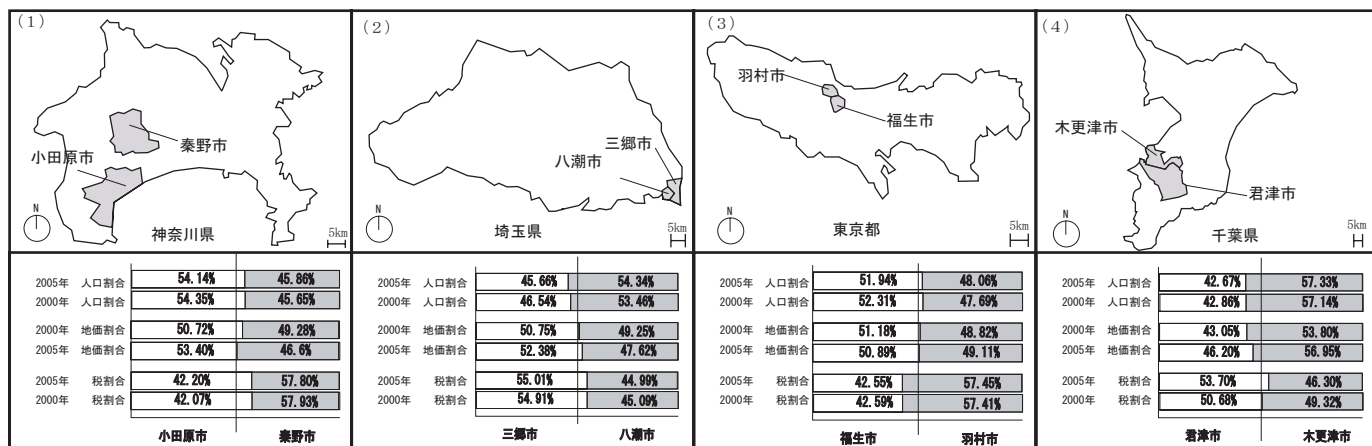 (1)
秦野市
小田原市
N
神奈川県
5km
2005年 人口割合 54.14% 45.86%
2000年 人口割合 54.35% 45.65%
2000年 地価割合 50.72% 49.28%
2005年 地価割合 53.40% 46.6%
2005年 税割合 42.20% 57.80%
2000年 税割合 42.07% 57.93%
小田原市 秦野市
(2)
三郷市
八潮市
N
埼玉県
5km
2005年 人口割合 45.66% 54.34%
2000年 人口割合 46.54% 53.46%
2000年 地価割合 50.75% 49.25%
2005年 地価割合 52.38% 47.62%
2005年 税割合 55.01% 44.99%
2000年 税割合 54.91% 45.09%
三郷市 八潮市
(3)
羽村市
福生市
N
東京都
5km
2005年 人口割合 51.94% 48.06%
2000年 人口割合 52.31% 47.69%
2000年 地価割合 51.18% 48.82%
2005年 地価割合 50.89% 49.11%
2005年 税割合 42.55% 57.45%
2000年 税割合 42.59% 57.41%
福生市 羽村市
(4)
木更津市
君津市
N
千葉県
5km
2005年 人口割合 42.67% 57.33%
2000年 人口割合 42.86% 57.14%
2000年 地価割合 43.05% 53.80%
2005年 地価割合 46.20% 56.95%
2005年 税割合 53.70% 46.30%
2000年 税割合 50.68% 49.32%
君津市 木更津市